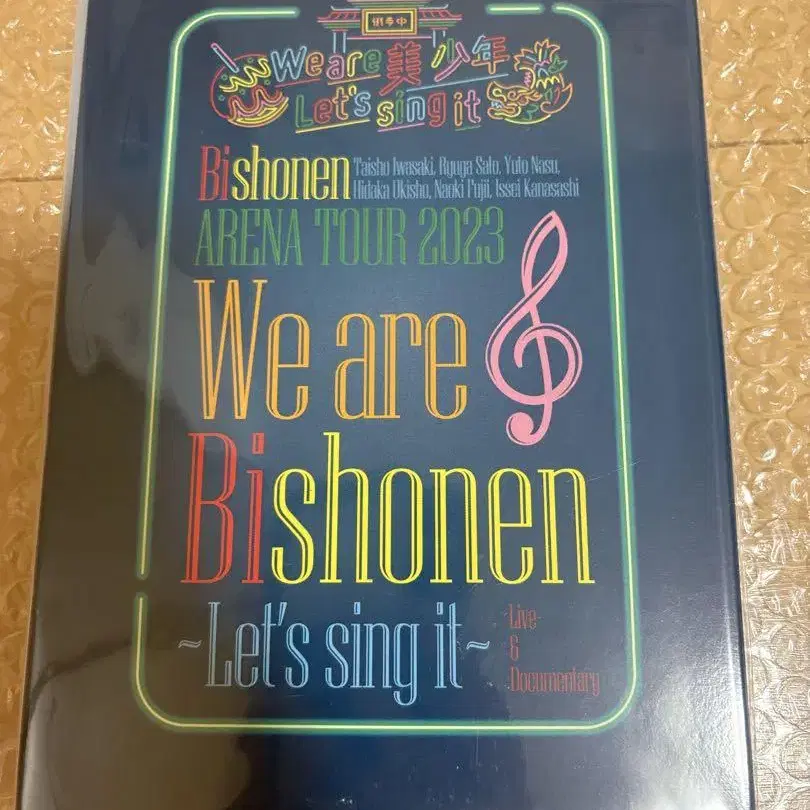 We are 美 少年
Let's sing it
Bishonen
Taisho Iwasaki, Ryuga Sato, Yuto Nasu,
Hidaka Ukisho, Naoki Fujii, Issei Kanasashi
ARENA TOUR 2023
We are
Bishonen
~Let's sing it~
Live
&
Documentary